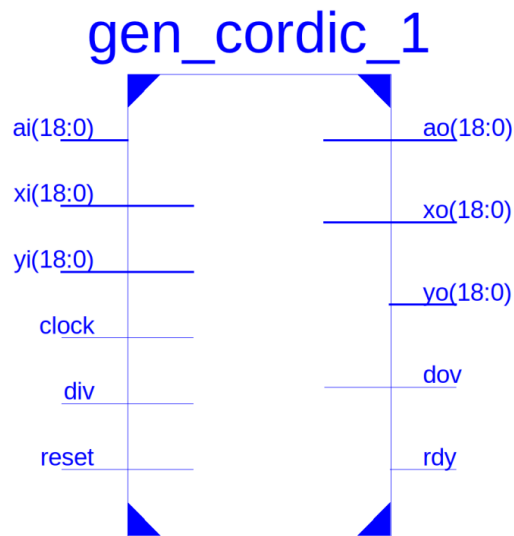 gen_cordic_1
ai(18:0)
ao(18:0)
xi(18:0)
xo(18:0)
yi(18:0)
yo(18:0)
clock
div
dov
reset
rdy